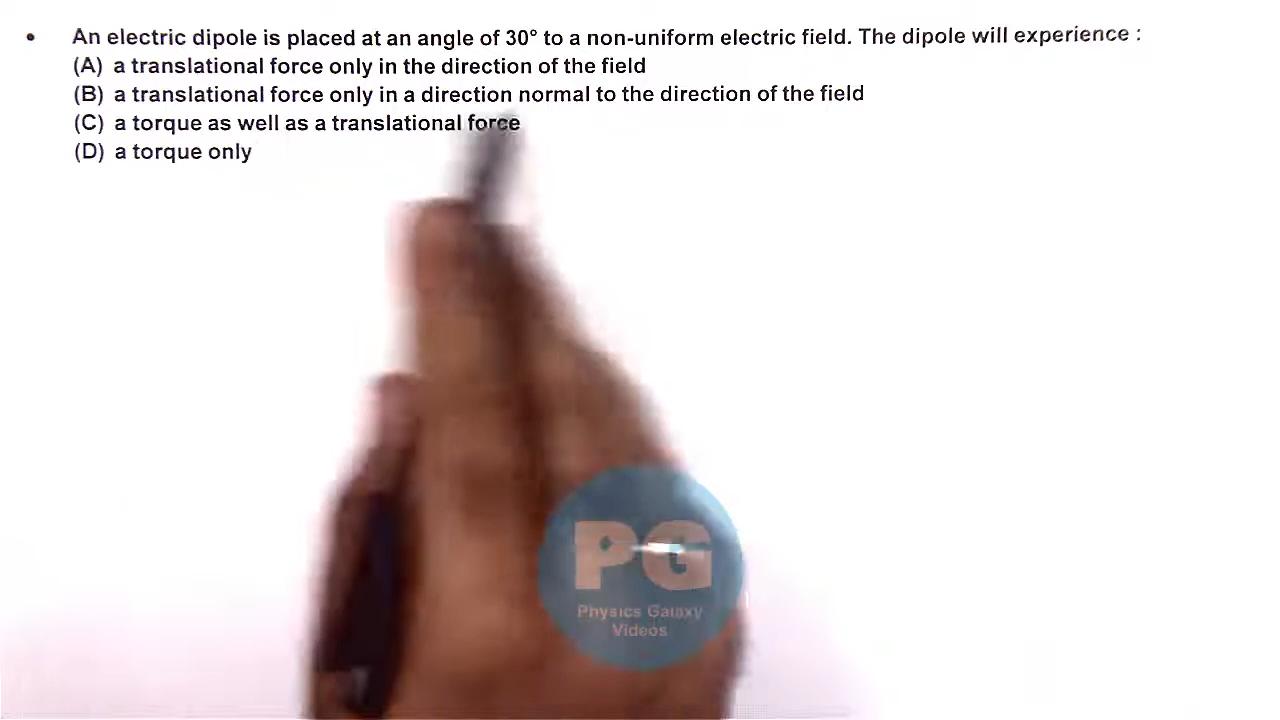 • An electric dipole is placed at an angle of 30° to a non-uniform electric field. The dipole will experience :
(A) a translational force only in the direction of the field
(B) a translational force only in a direction normal to the direction of the field
(C) a torque as well as a translational force
(D) a torque only
PG
Physics Galaxy
Videos